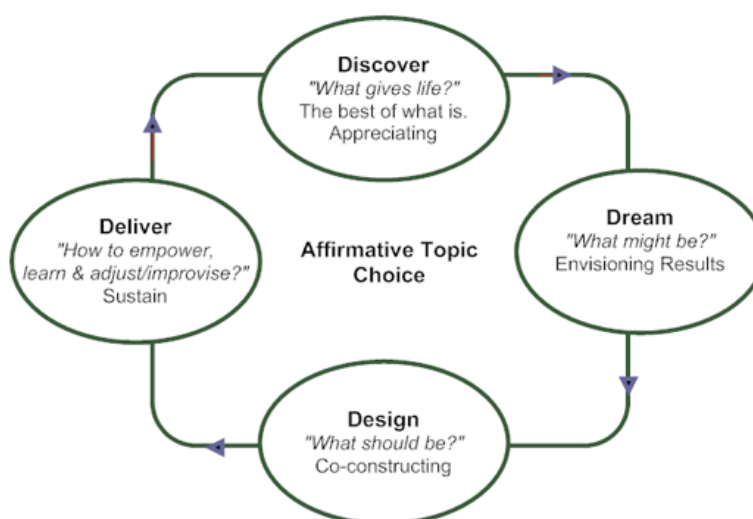 Discover
"What gives life?"
The best of what is.
Appreciating
Dream
"What might be?"
Envisioning Results
Deliver
"How to empower,
learn & adjust/improvise?"
Sustain
Affirmative Topic
Choice
Design
"What should be?"
Co-constructing